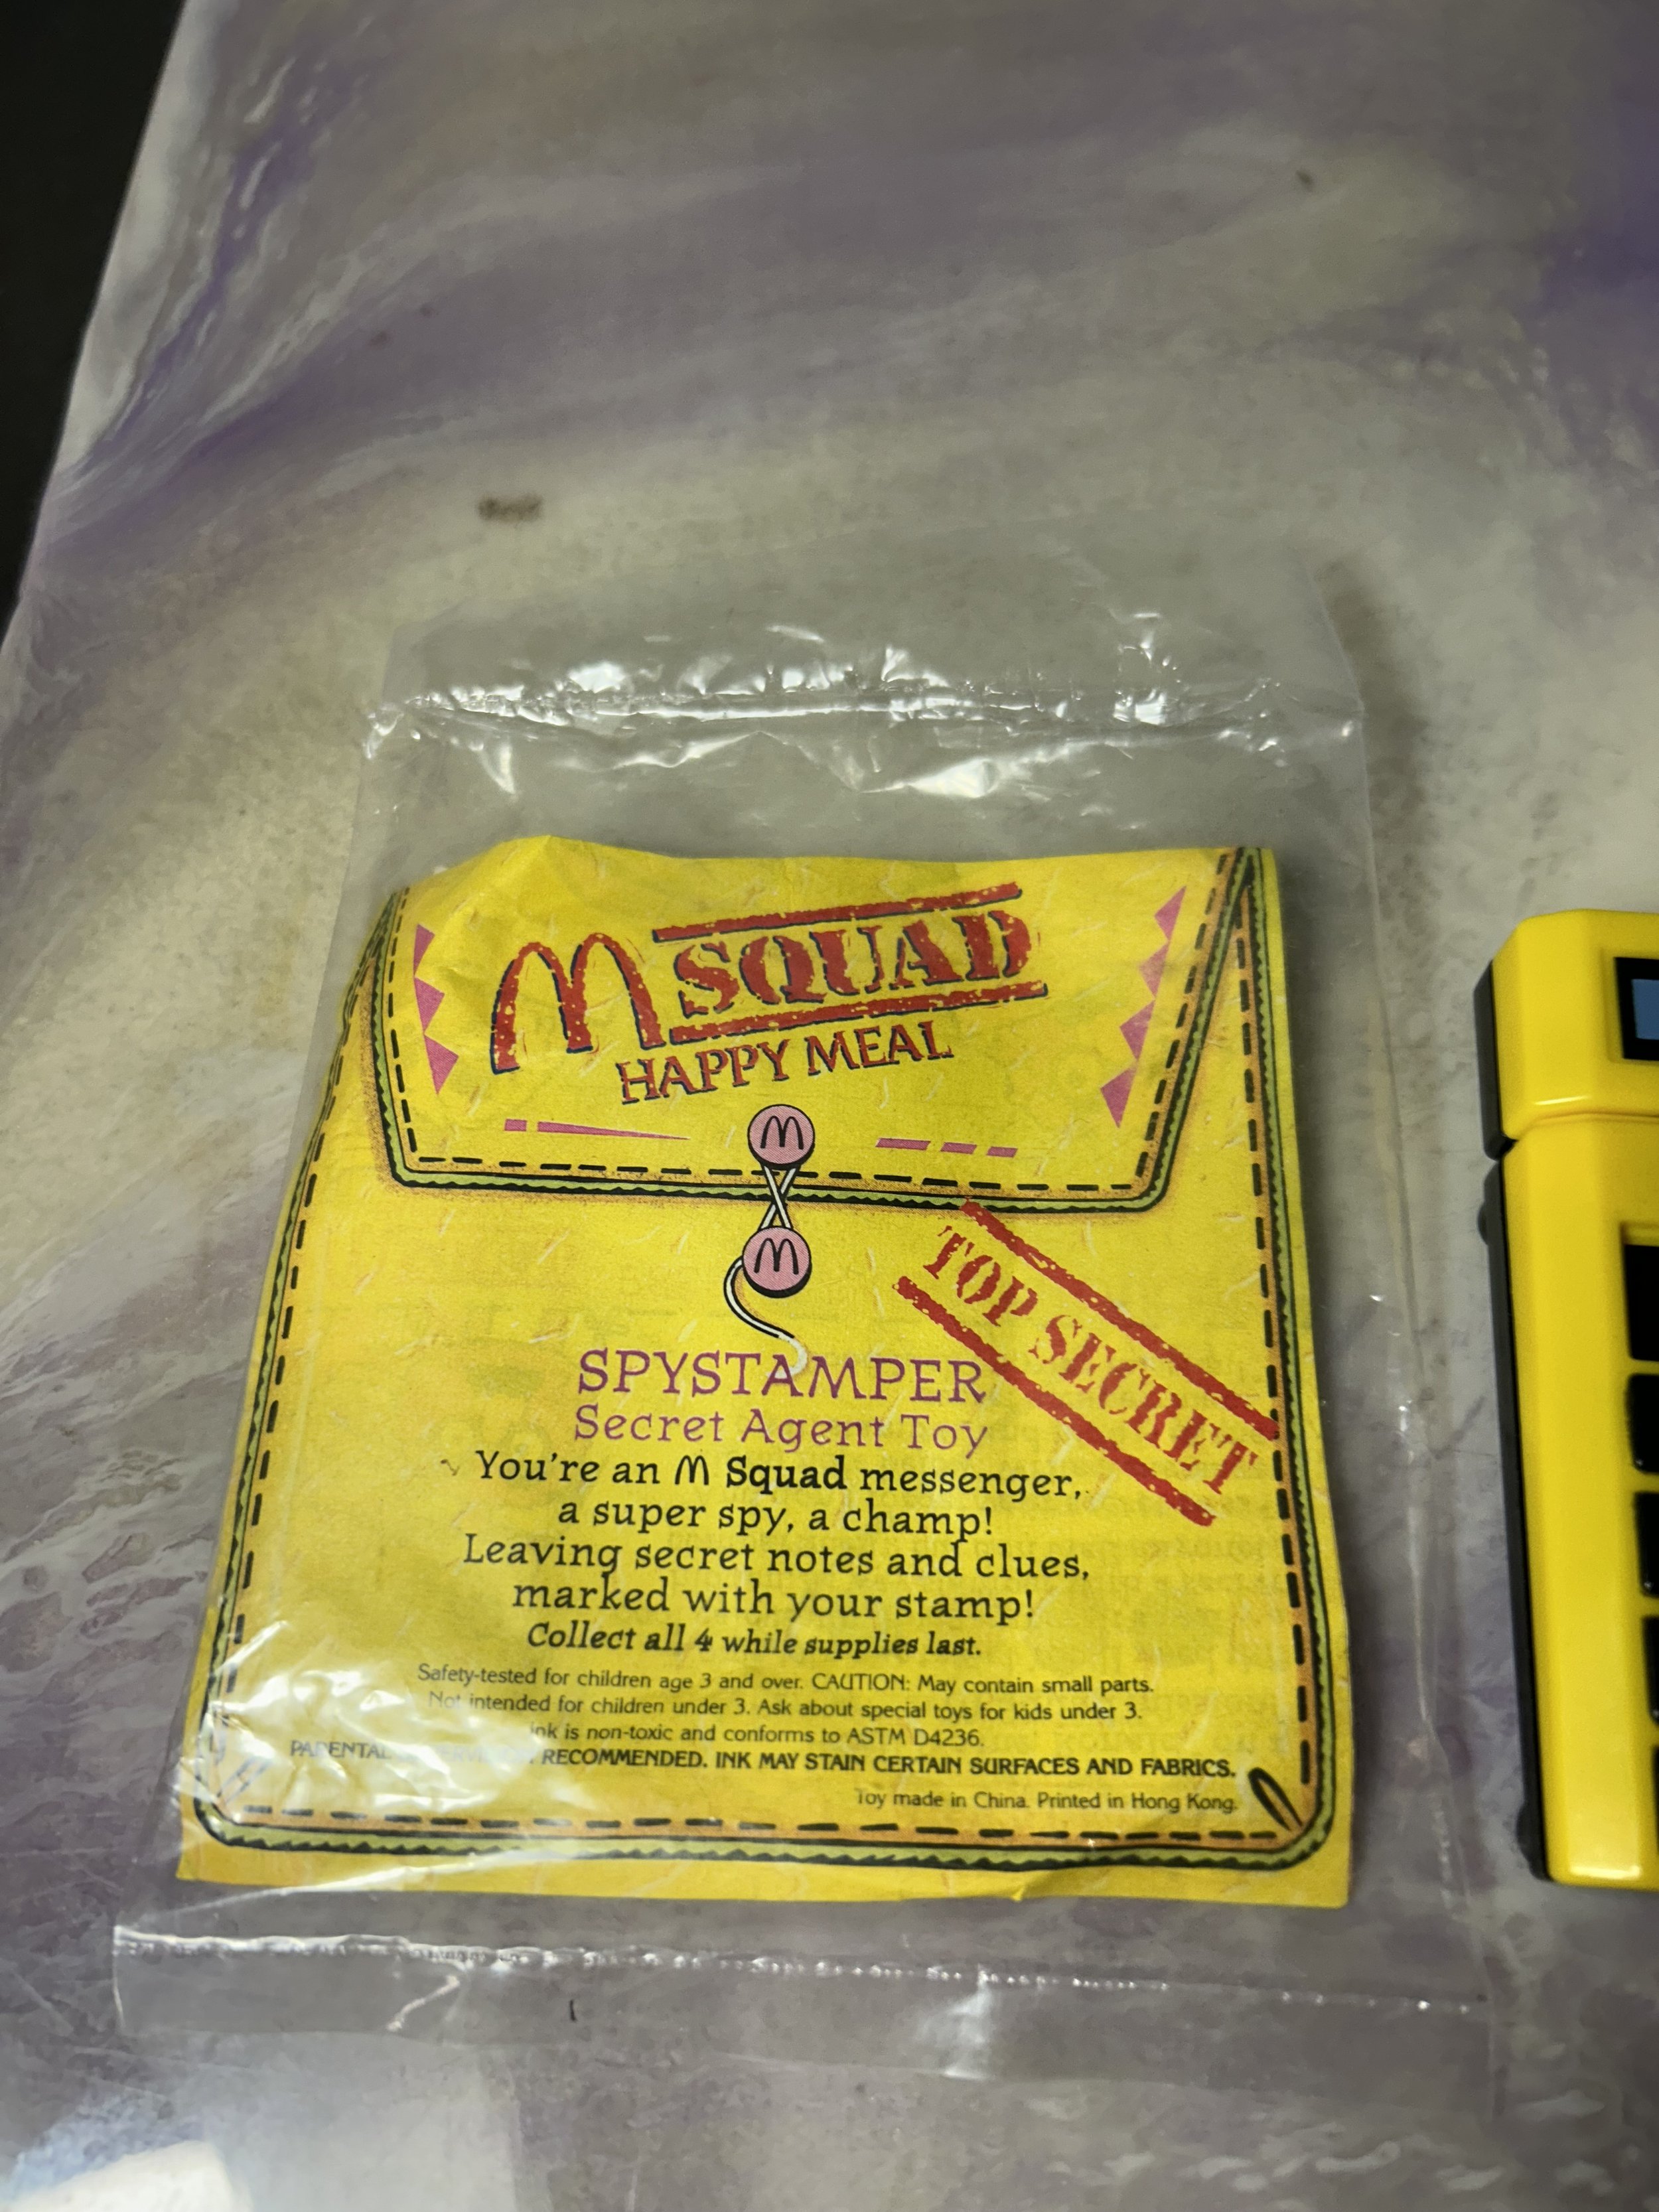 M SQUAD
HAPPY MEAL
M
M
TOP SECRET
SPYSTAMPER
Secret Agent Toy
You're an M Squad messenger,
a super spy, a champ!
Leaving secret notes and clues,
marked with your stamp!
Collect all 4 while supplies last.
Safety-tested for children age 3 and over. CAUTION: May contain small parts.
Not intended for children under 3. Ask about special toys for kids under 3.
Ink is non-toxic and conforms to ASTM D4236.
PARENTAL RECOMMENDED. INK MAY STAIN CERTAIN SURFACES AND FABRICS.
Toy made in China. Printed in Hong Kong.